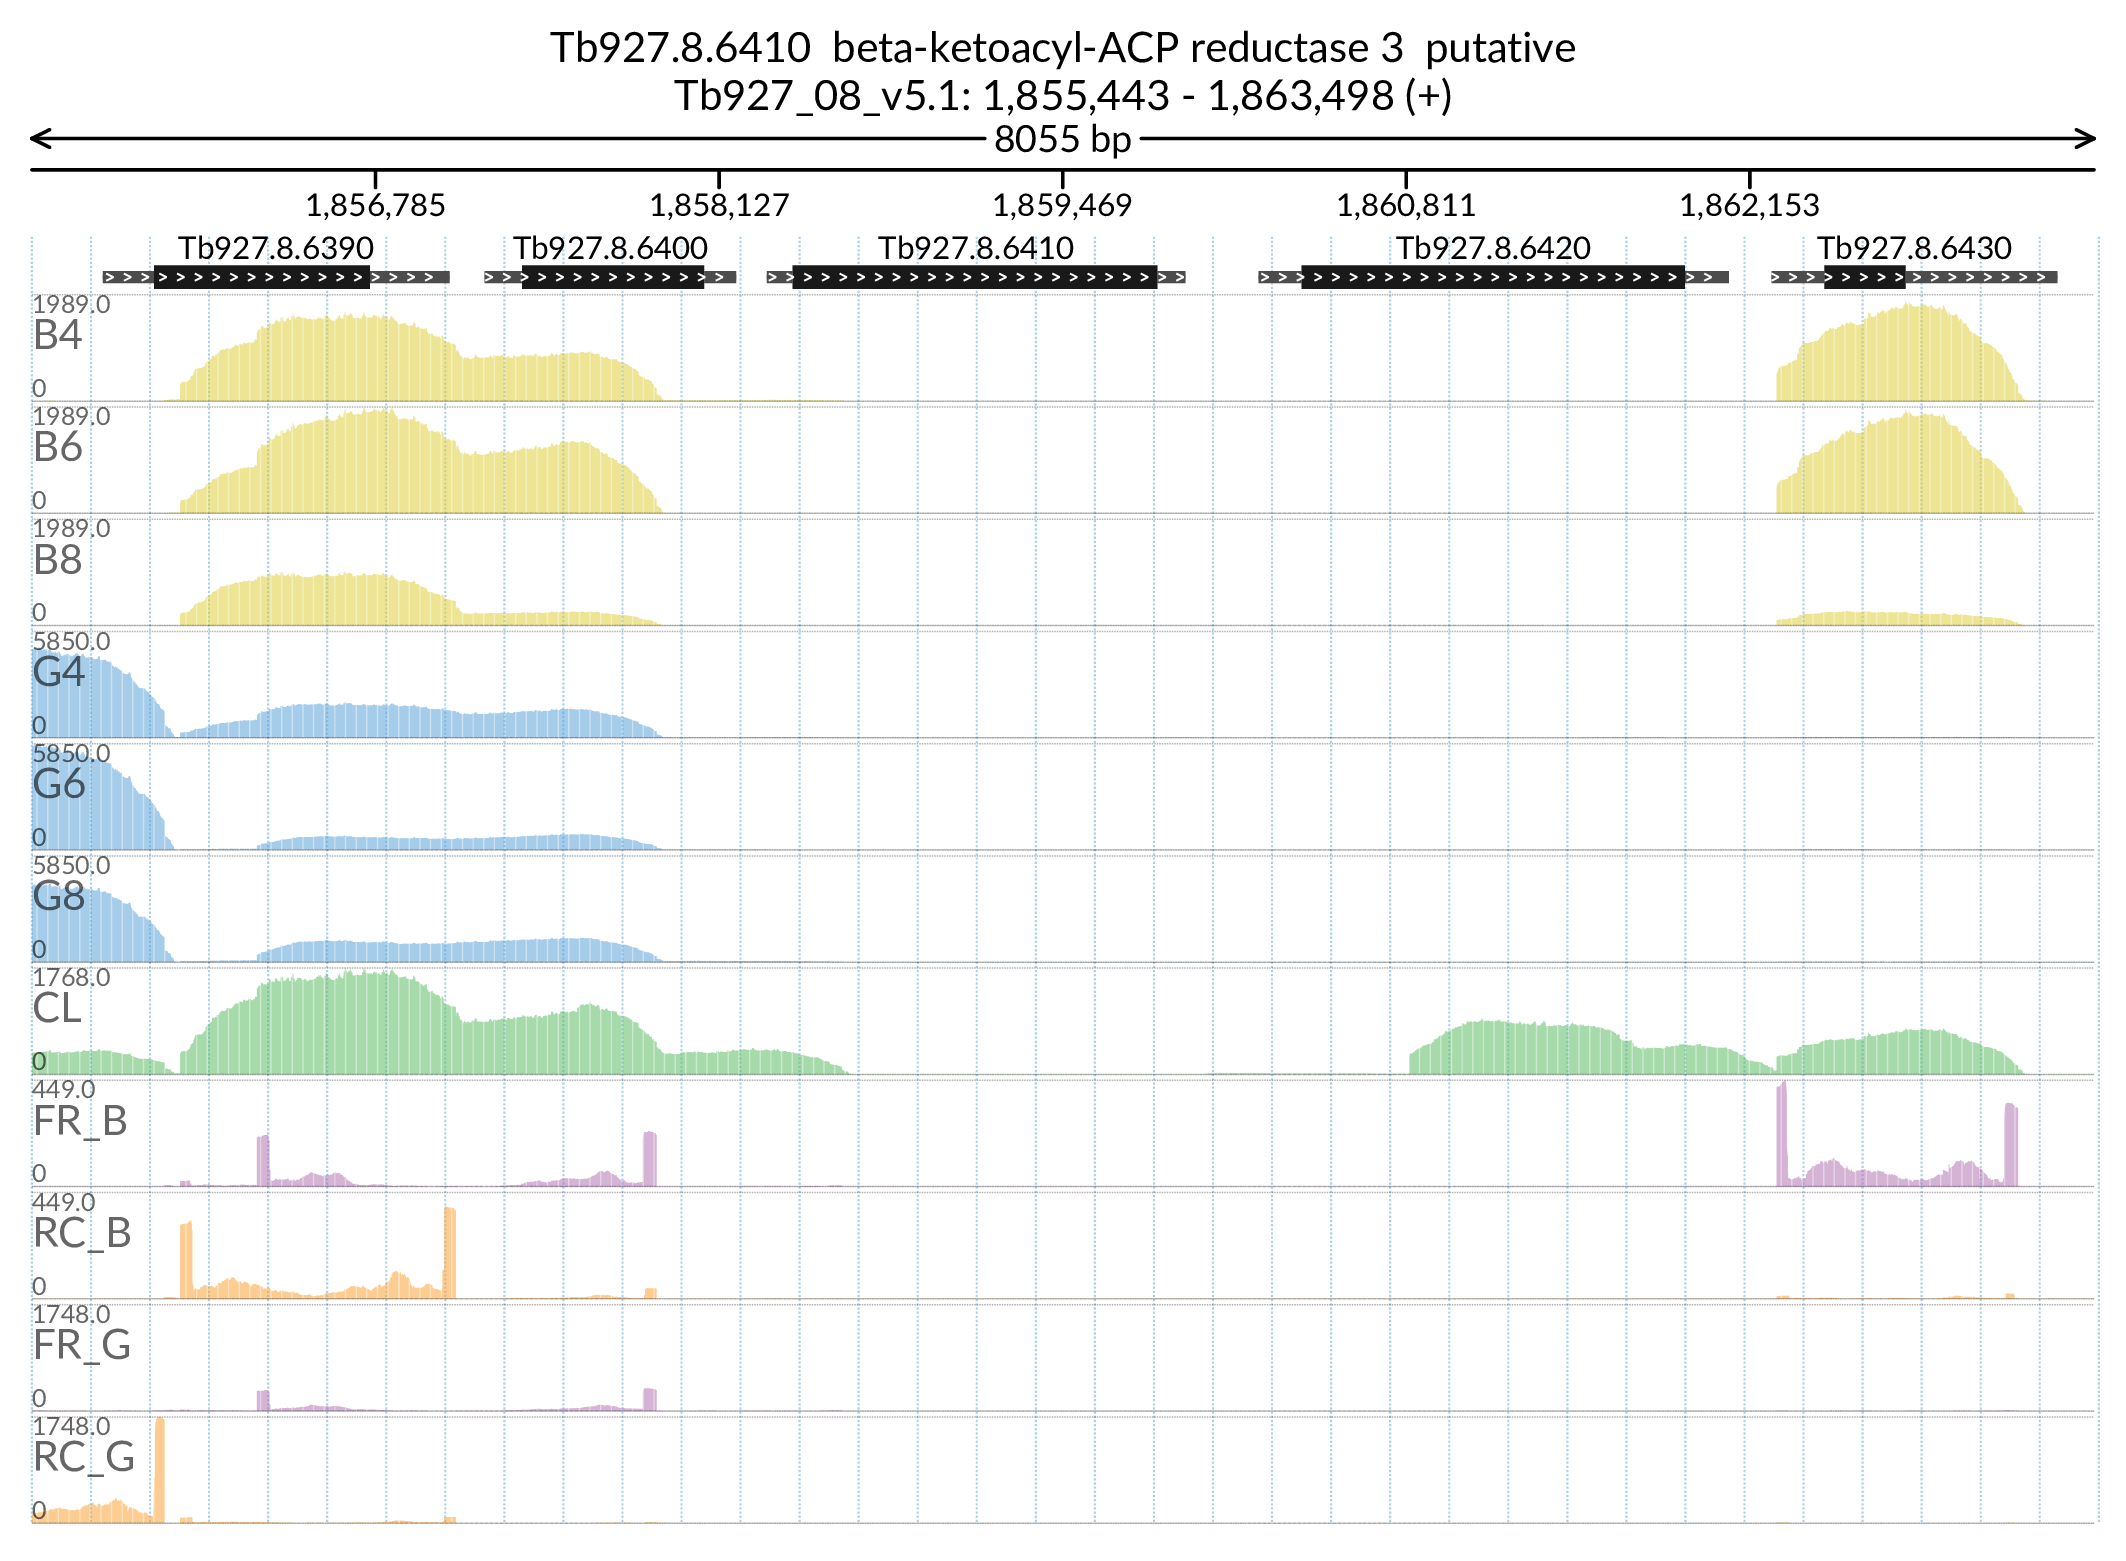 Tb927.8.6410  beta-ketoacyl-ACP reductase 3  putative
Tb927_08_v5.1: 1,855,443 - 1,863,498 (+)
8055 bp
1,856,785 1,858,127 1,859,469 1,860,811 1,862,153
Tb927.8.6390 Tb927.8.6400 Tb927.8.6410 Tb927.8.6420 Tb927.8.6430
1989.0
B4
0
1989.0
B6
0
1989.0
B8
0
5850.0
G4
0
5850.0
G6
0
5850.0
G8
0
1768.0
CL
0
449.0
FR_B
0
449.0
RC_B
0
1748.0
FR_G
0
1748.0
RC_G
0